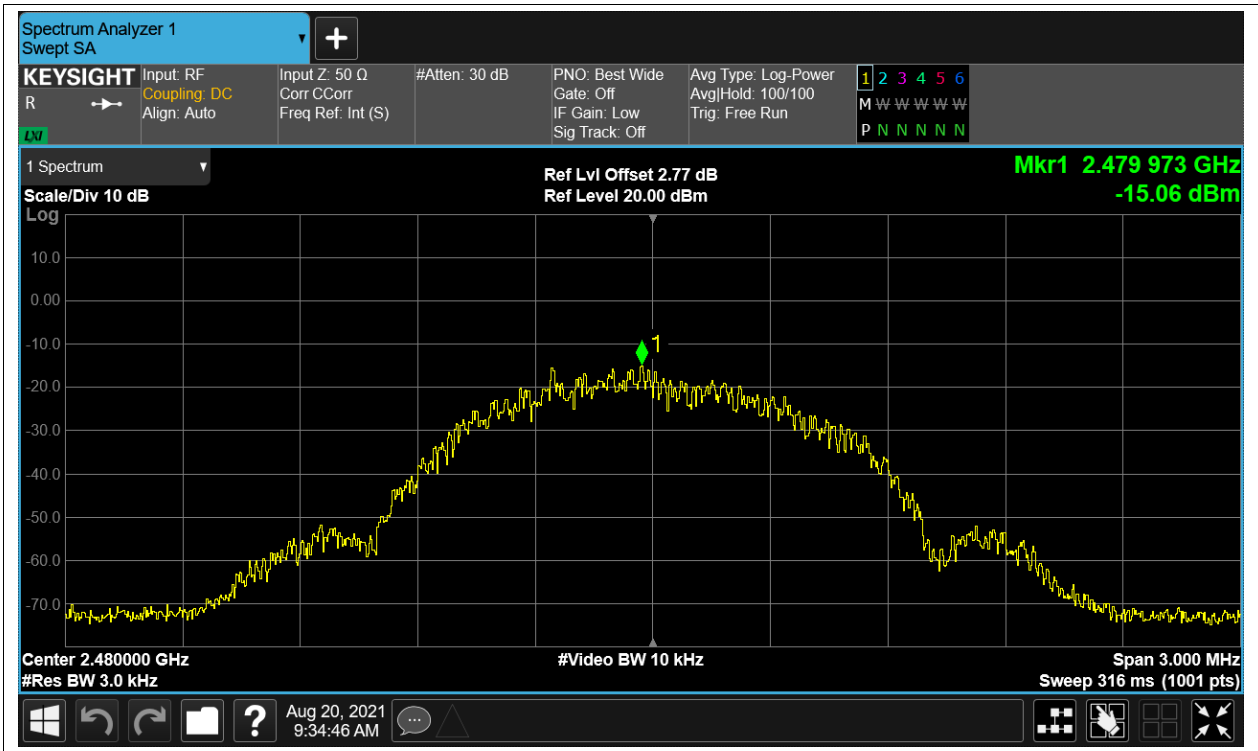 Spectrum Analyzer 1
Swept SA
KEYSIGHT
R
LXI
Input: RF
Coupling: DC
Align: Auto
Input Z: 50 Ω
Corr CCorr
Freq Ref: Int (S)
#Atten: 30 dB
PNO: Best Wide
Gate: Off
IF Gain: Low
Sig Track: Off
Avg Type: Log-Power
Avg|Hold: 100/100
Trig: Free Run
1 2 3 4 5 6
M W W W W W
P N N N N N
1 Spectrum
Scale/Div 10 dB
Log
Ref Lvl Offset 2.77 dB
Ref Level 20.00 dBm
Mkr1 2.479 973 GHz
-15.06 dBm
10.0
0.00
-10.0
1
-20.0
-30.0
-40.0
-50.0
-60.0
-70.0
Center 2.480000 GHz
#Res BW 3.0 kHz
#Video BW 10 kHz
Span 3.000 MHz
Sweep 316 ms (1001 pts)
?
Aug 20, 2021
9:34:46 AM